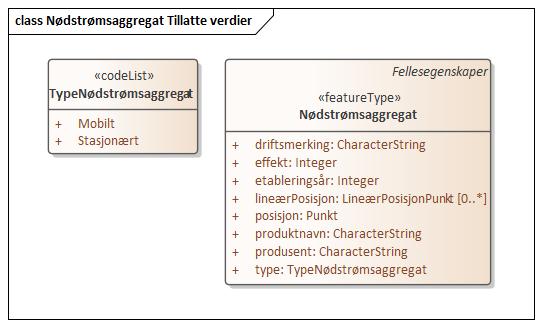 class Nødstrømsaggregat Tillatte verdier
«codeList»
TypeNødstrømsaggregat
+ Mobilt
+ Stasjonært
Fellesegenskaper
«featureType»
Nødstrømsaggregat
+ driftsmerking: CharacterString
+ effekt: Integer
+ etableringsår: Integer
+ lineærPosisjon: LineærPosisjonPunkt [0..*]
+ posisjon: Punkt
+ produktnavn: CharacterString
+ produsent: CharacterString
+ type: TypeNødstrømsaggregat